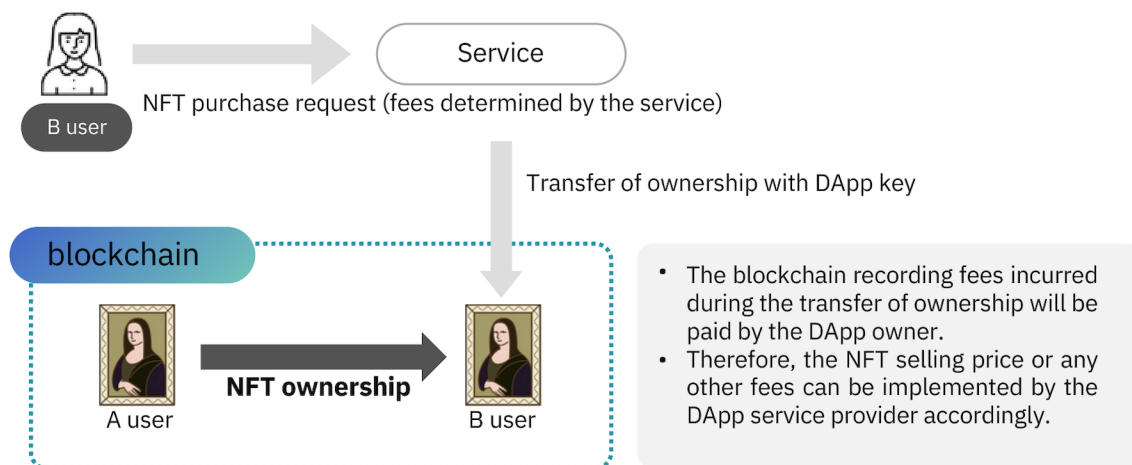 Service
NFT purchase request (fees determined by the service)
B user
Transfer of ownership with DApp key
blockchain
NFT ownership
A user
B user
• The blockchain recording fees incurred
during the transfer of ownership will be
paid by the DApp owner.
• Therefore, the NFT selling price or any
other fees can be implemented by the
DApp service provider accordingly.